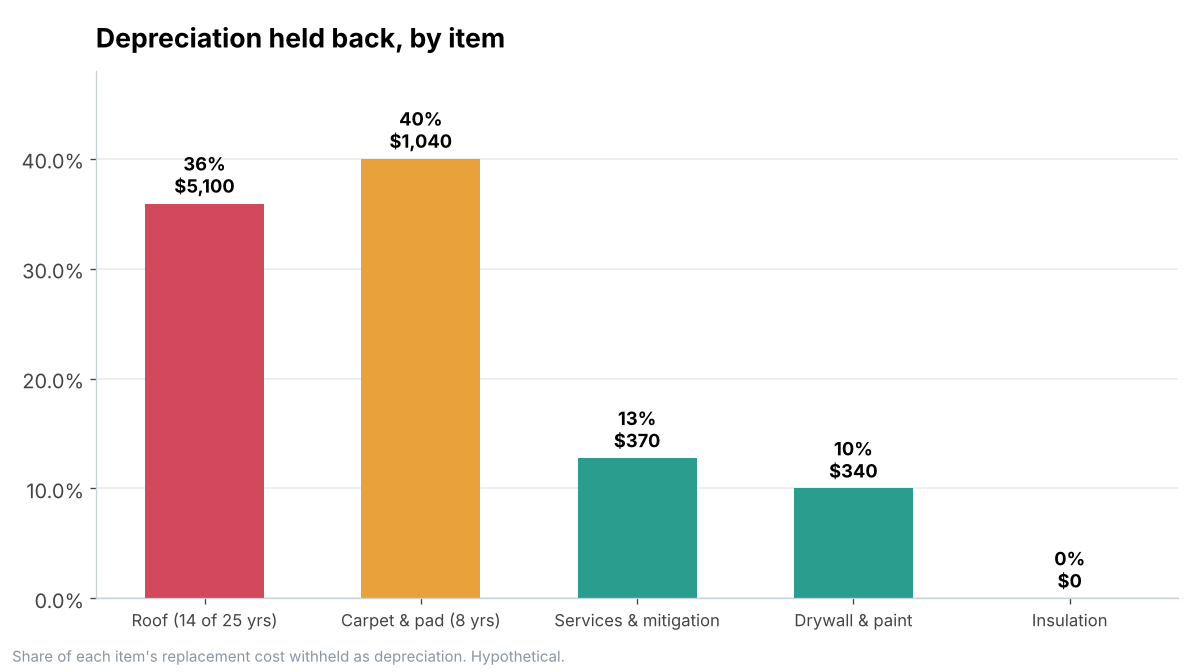 Depreciation held back, by item
40.0%
30.0%
20.0%
10.0%
0.0%
36%
$5,100
40%
$1,040
13%
$370
10%
$340
0%
$0
Roof (14 of 25 yrs)
Carpet & pad (8 yrs)
Services & mitigation
Drywall & paint
Insulation
Share of each item's replacement cost withheld as depreciation. Hypothetical.